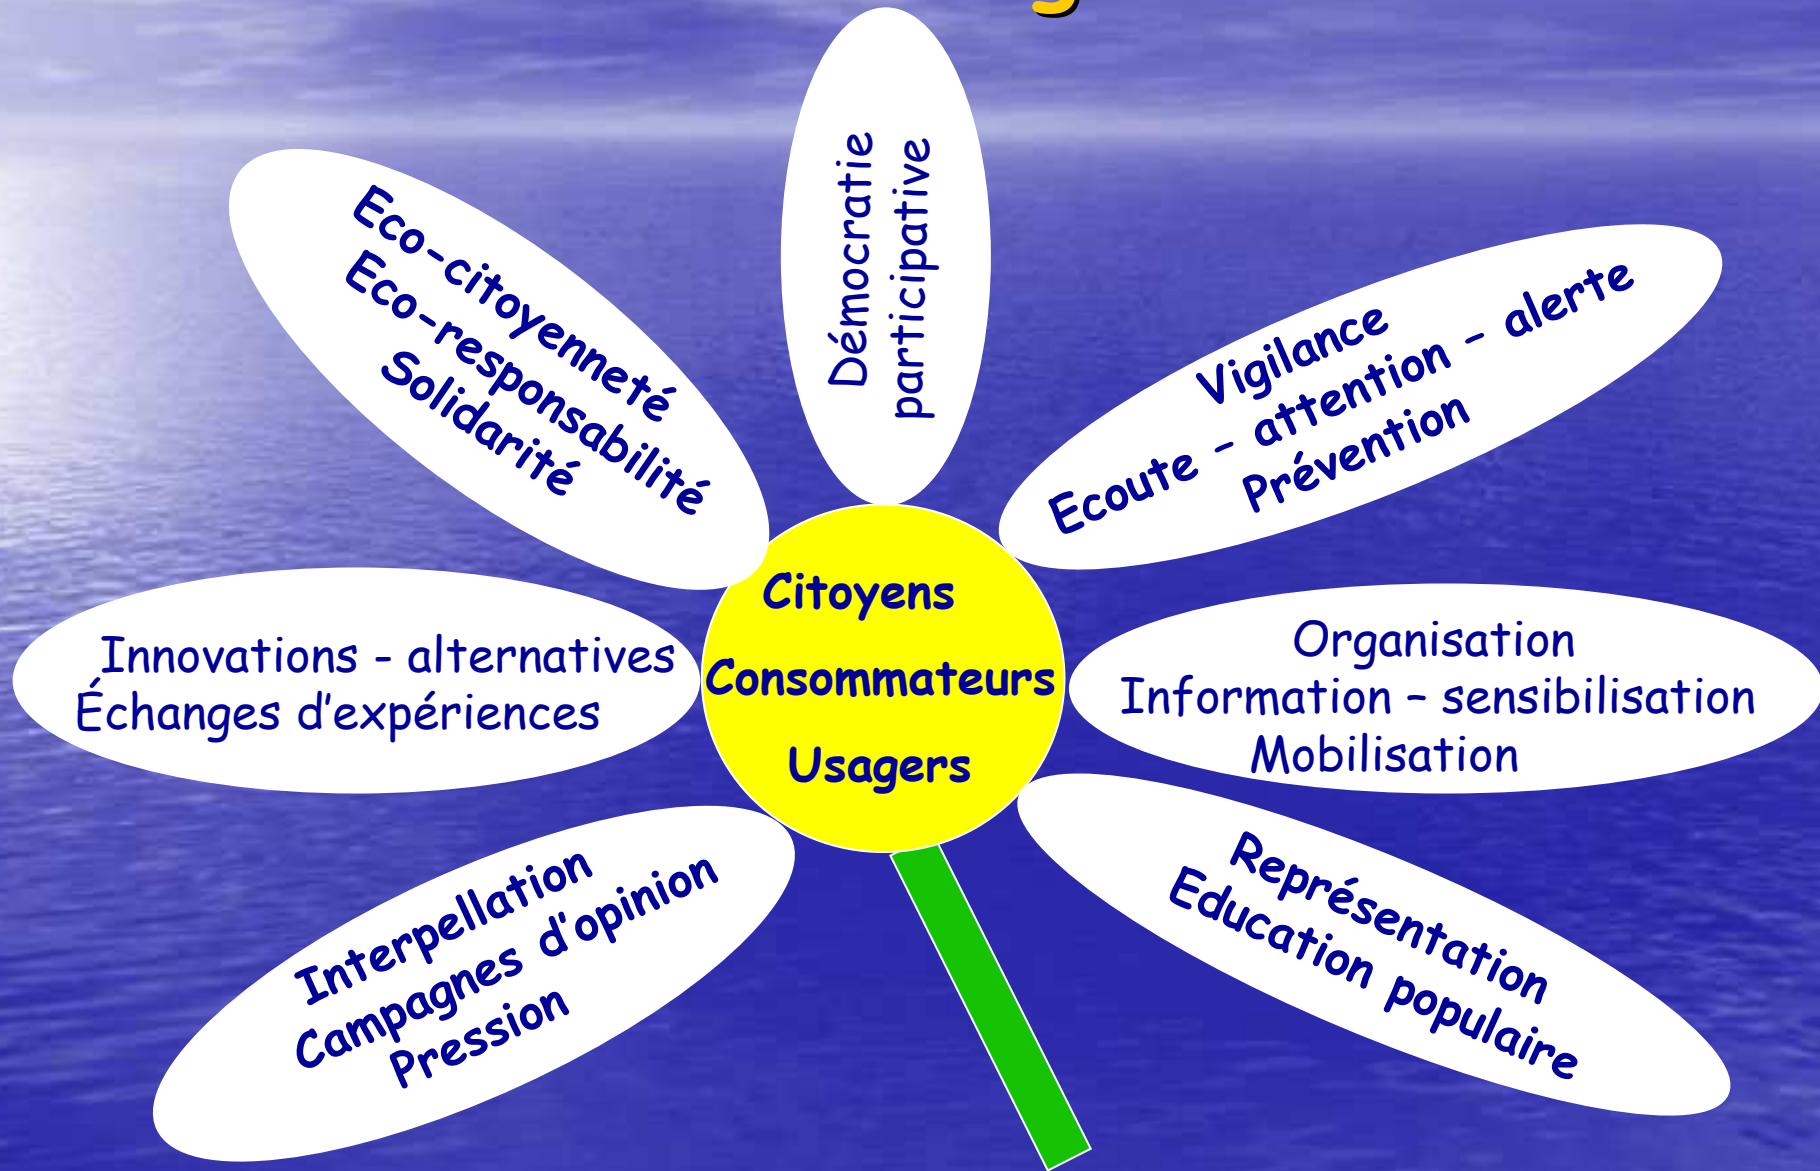 Démocratie
participative
Eco-citoyenneté
Eco-responsabilité
Solidarité
Vigilance
Ecoute - attention - alerte
Prévention
Citoyens
Consommateurs
Usagers
Innovations - alternatives
Échanges d’expériences
Organisation
Information – sensibilisation
Mobilisation
Interpellation
Campagnes d’opinion
Pression
Représentation
Education populaire